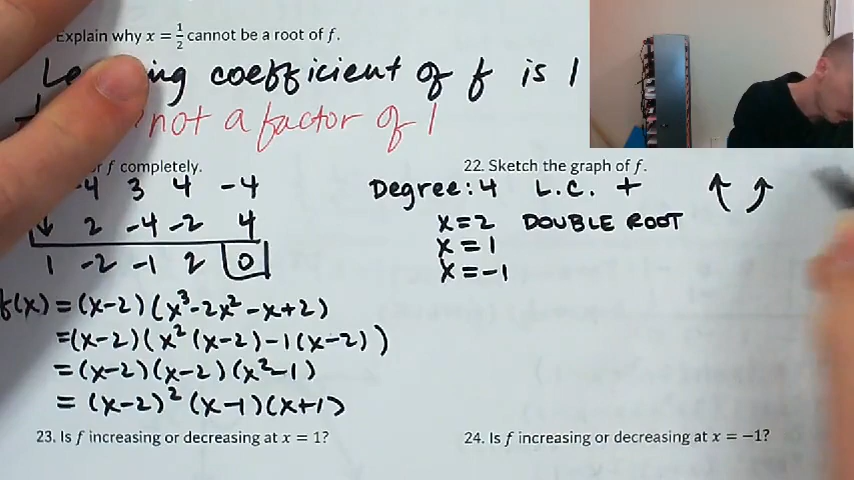 Explain why x = 1/2 cannot be a root of f.
coefficient of f is 1
not a factor of 1
f completely.
-4 3 4 -4
2 -4 -2 4
1 -2 -1 2 0
f(x) = (x-2)(x³-2x²-x+2)
=(x-2)(x²(x-2)-1(x-2))
= (x-2)(x-2)(x²-1)
= (x-2)²(x-1)(x+1)
22. Sketch the graph of f.
Degree: 4 L.C. + ↑ ↑
x=2 DOUBLE ROOT
x=1
x=-1
23. Is f increasing or decreasing at x = 1?
24. Is f increasing or decreasing at x = −1?